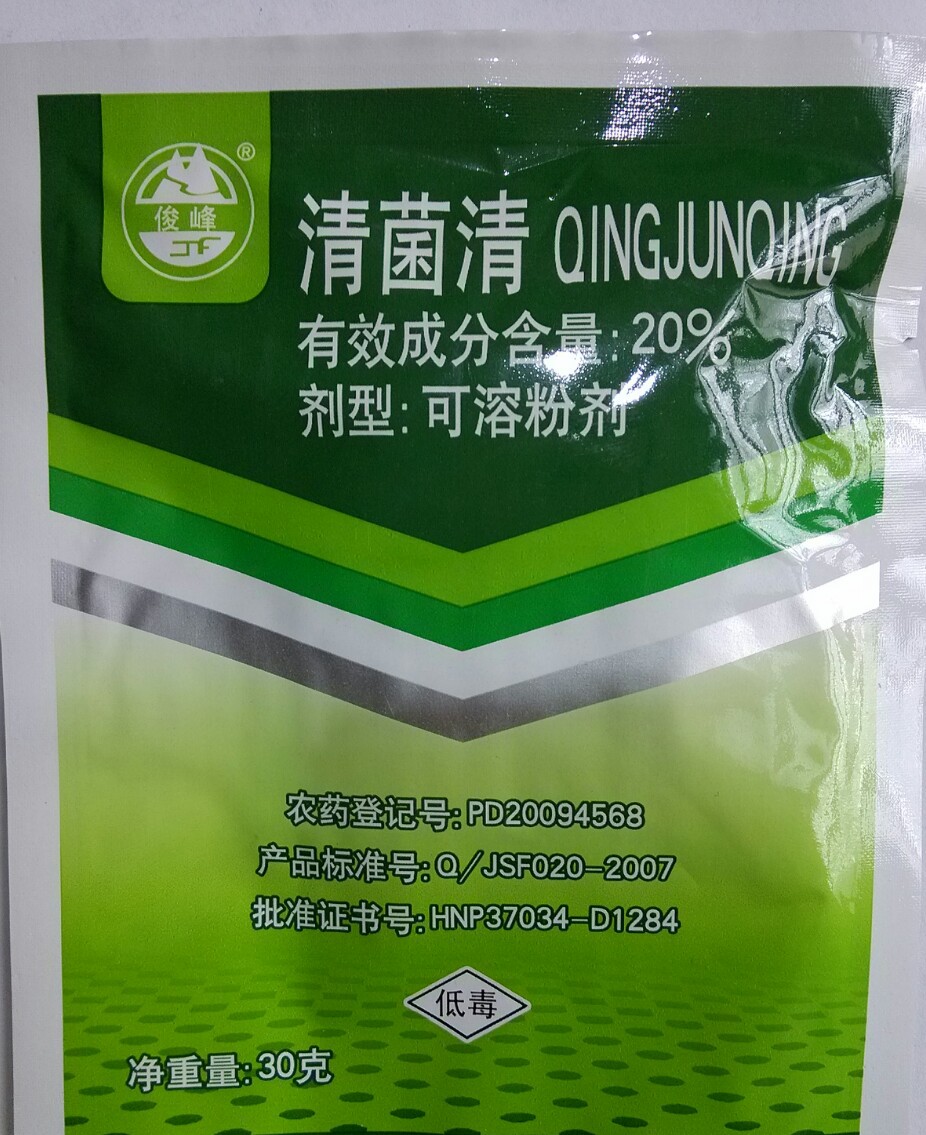 俊峰
JF
®
清菌清 QINGJUNQING
有效成分含量:20%
剂型:可溶粉剂
农药登记号:PD20094568
产品标准号:Q/JSF020-2007
批准证书号:HNP37034-D1284
低毒
净重量:30克